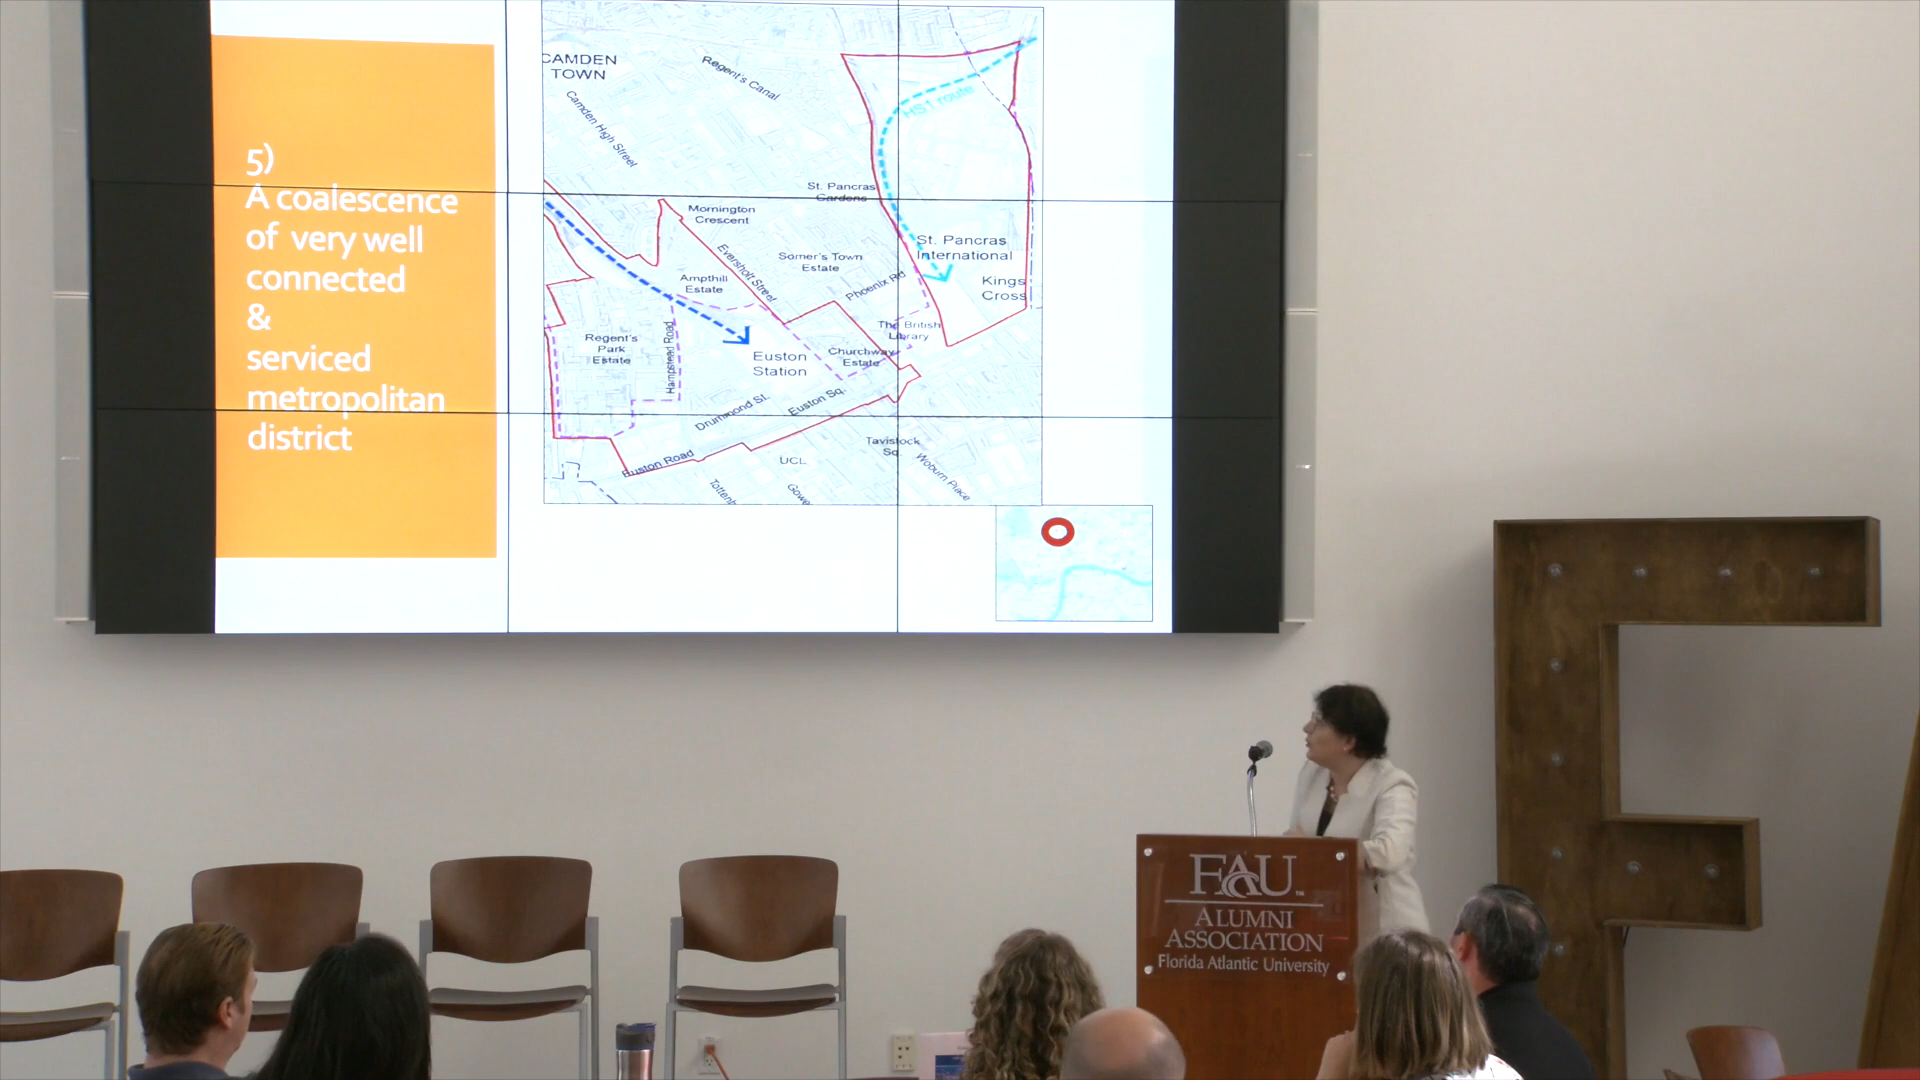 5)
A coalescence
of very well
connected
&
serviced
metropolitan
district
CAMDEN
TOWN
Regent's Canal
Camden High Street
HS1 route
St. Pancras
Gardens
Mornington
Crescent
Eversholt Street
Somer's Town
Estate
St. Pancras
International
Ampthill
Estate
Phoenix Rd
Kings
Cross
The British
Library
Regent's
Park
Estate
Hampstead Road
Churchway
Estate
Euston
Station
Drummond St.
Euston Sq.
Tavistock
Sq.
Euston Road
UCL
Woburn Place
Tottenh
Gowe
FAU
ALUMNI
ASSOCIATION
Florida Atlantic University
F